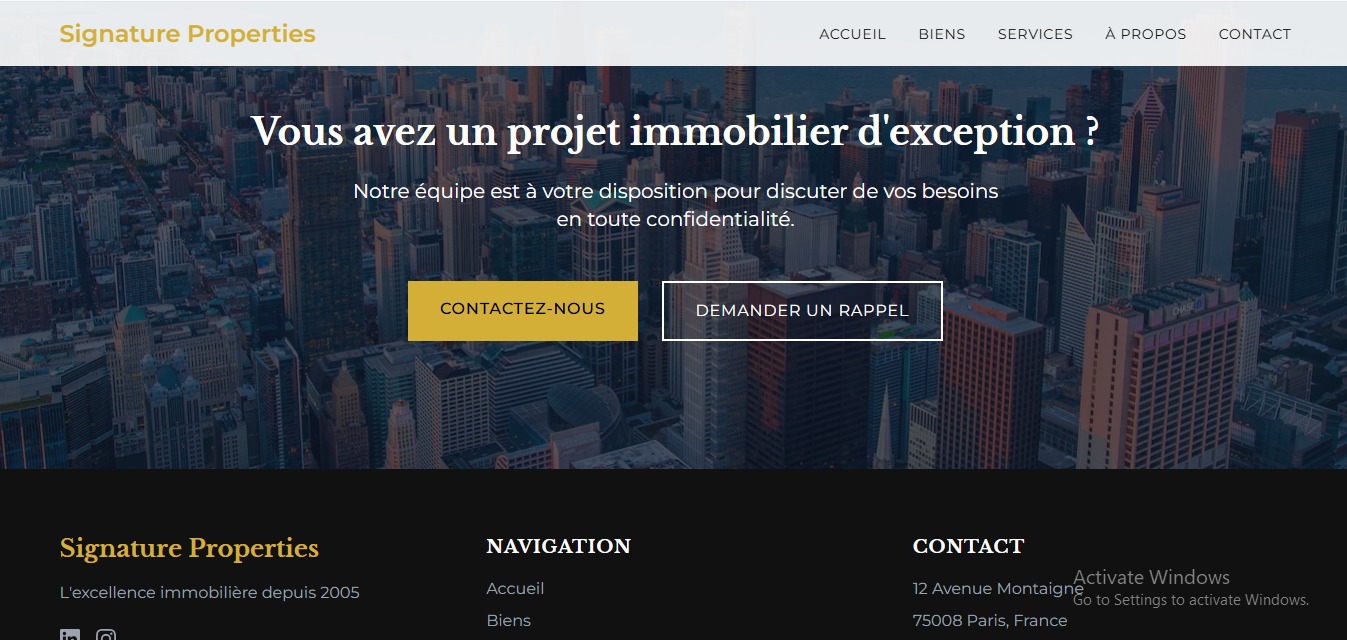 Signature Properties
ACCUEIL BIENS SERVICES À PROPOS CONTACT
Vous avez un projet immobilier d'exception ?
Notre équipe est à votre disposition pour discuter de vos besoins
en toute confidentialité.
CONTACTEZ-NOUS
DEMANDER UN RAPPEL
CHASE
Signature Properties
L'excellence immobilière depuis 2005
NAVIGATION
Accueil
Biens
CONTACT
12 Avenue Montaigne
75008 Paris, France
Activate Windows
Go to Settings to activate Windows.